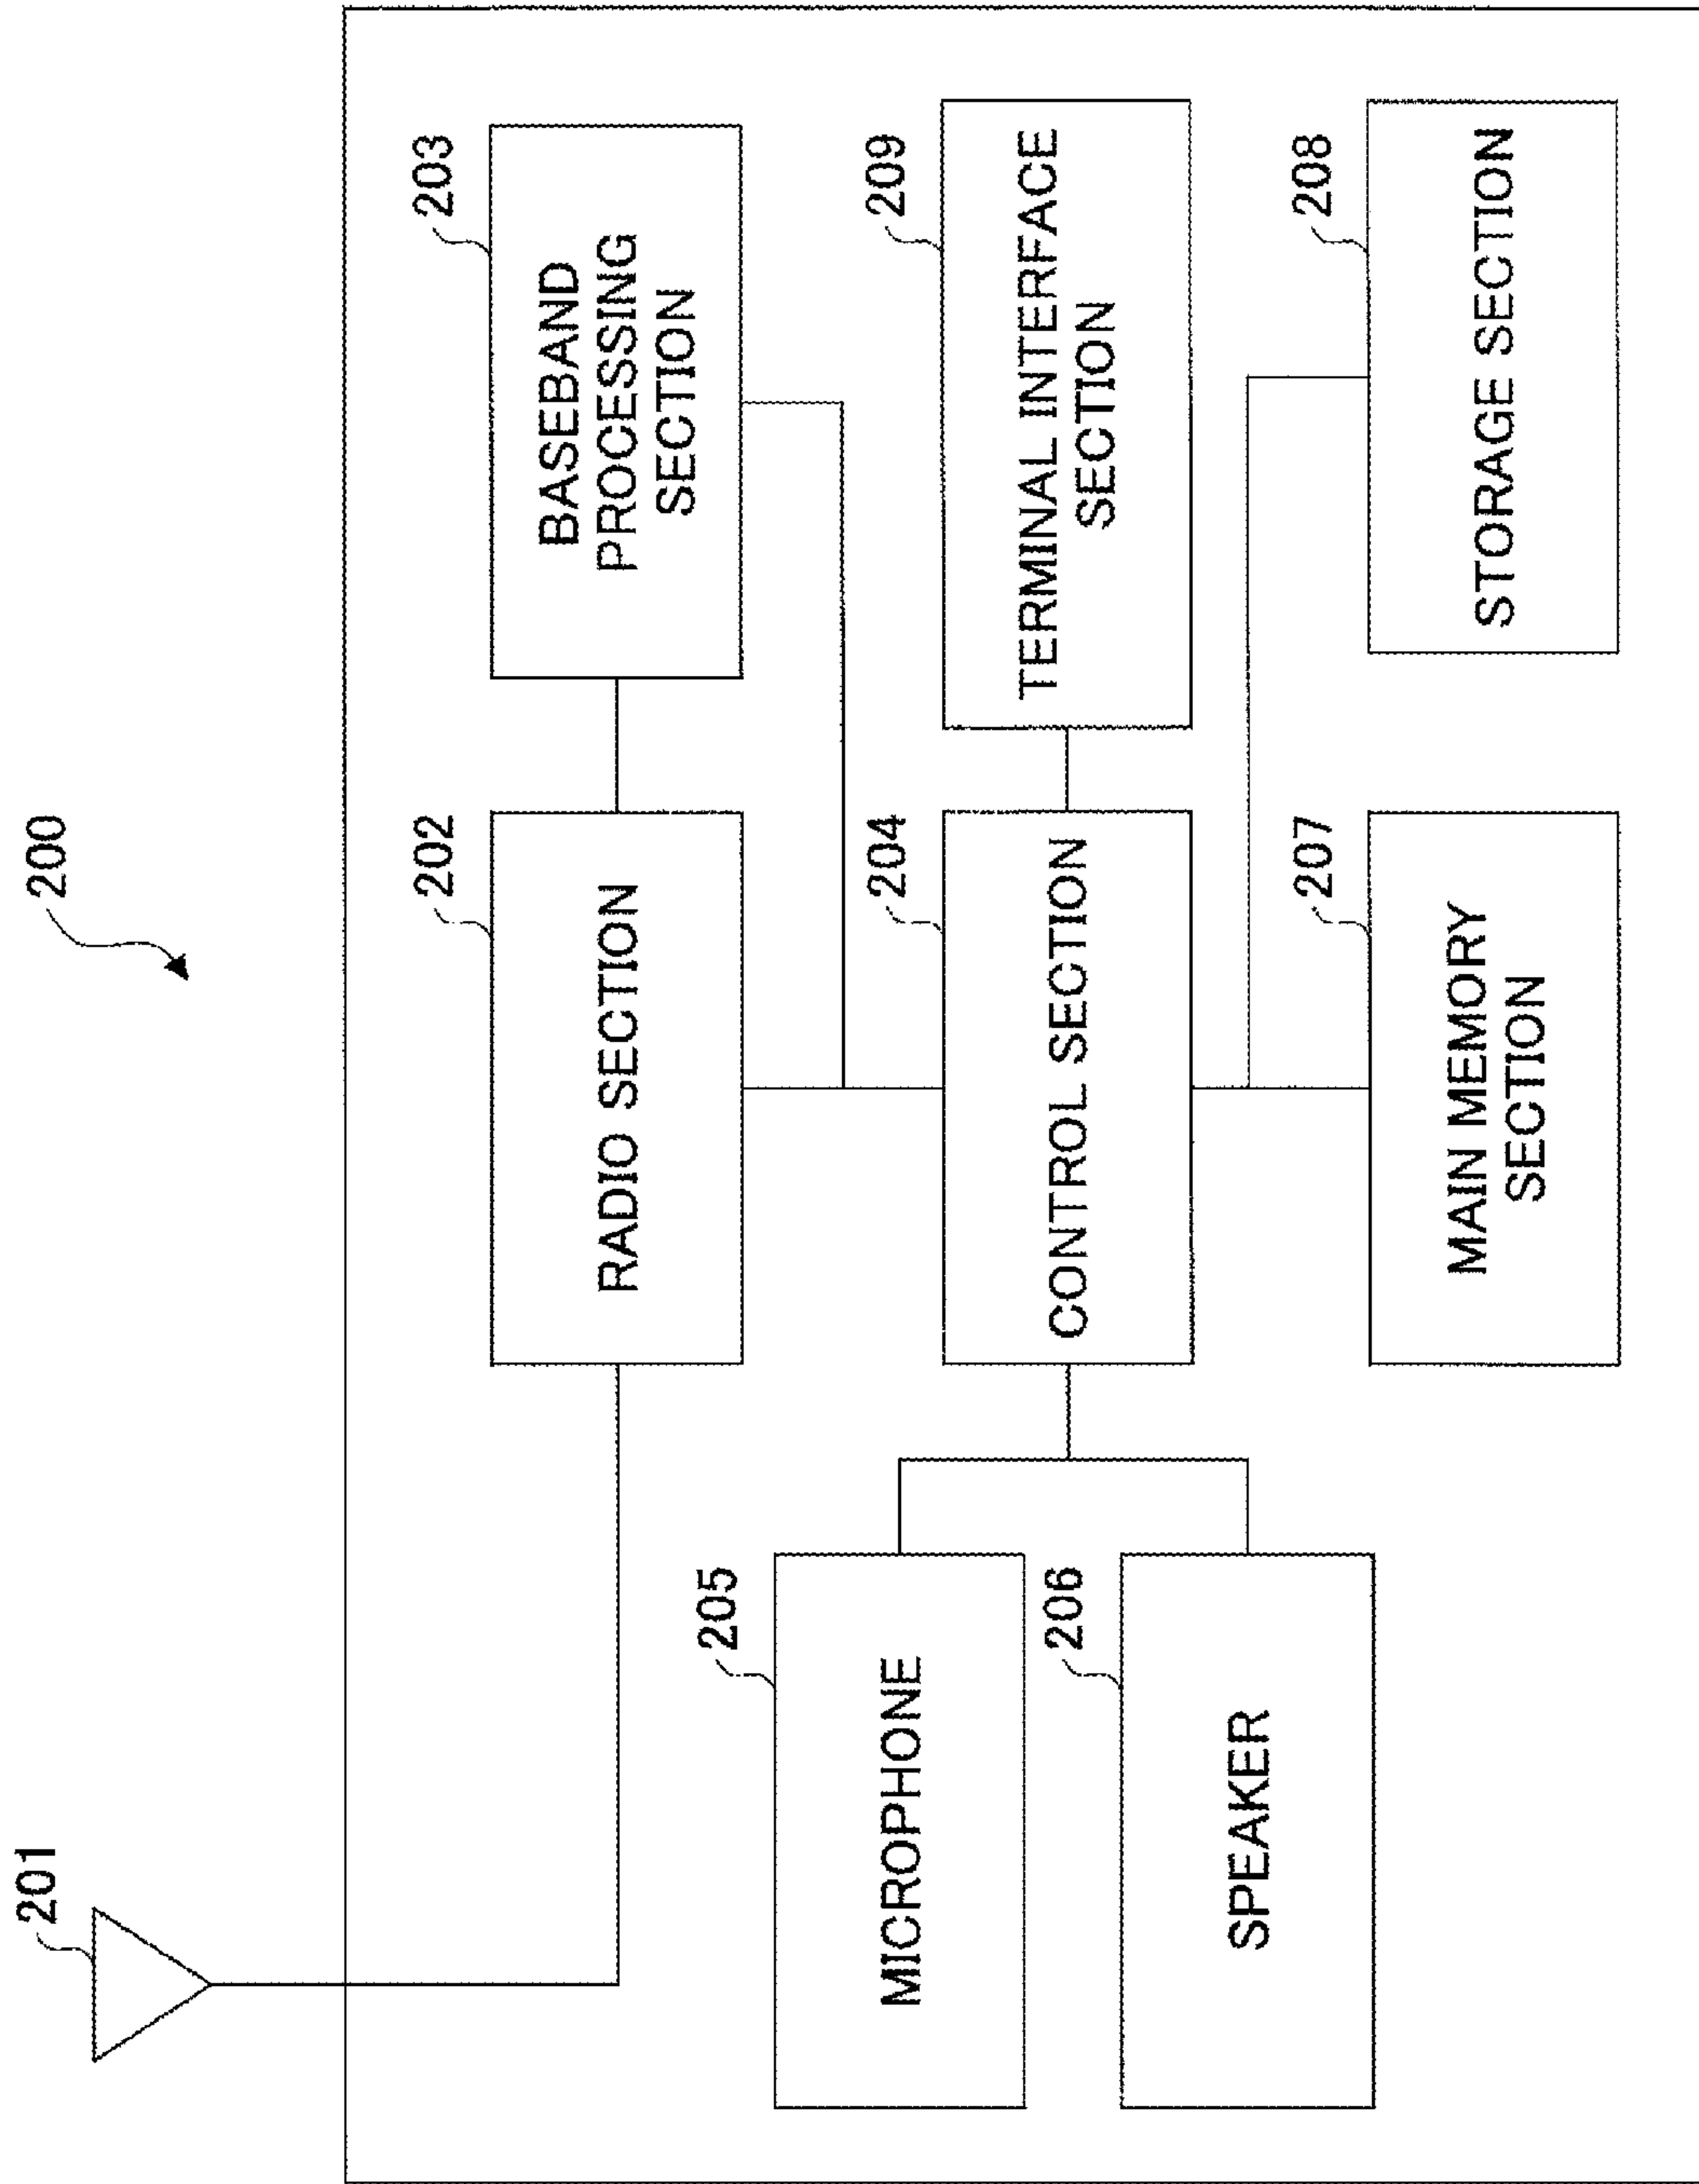 200
201
202
RADIO SECTION
203
BASEBAND
PROCESSING
SECTION
205
MICROPHONE
204
CONTROL SECTION
209
TERMINAL INTERFACE
SECTION
206
SPEAKER
207
MAIN MEMORY
SECTION
208
STORAGE SECTION